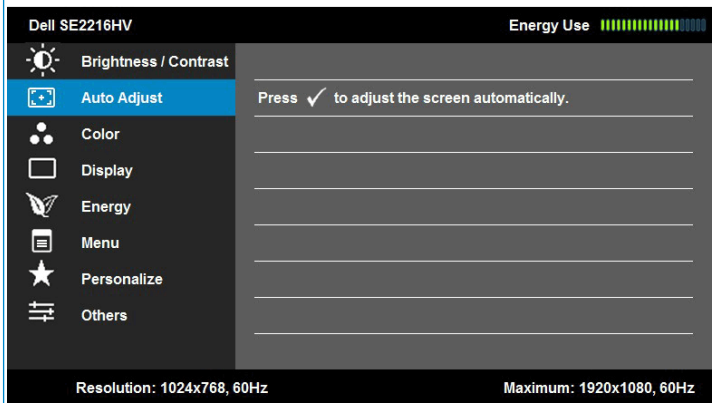 Dell SE2216HV Energy Use
Brightness / Contrast
Auto Adjust Press ✓ to adjust the screen automatically.
Color
Display
Energy
Menu
Personalize
Others
Resolution: 1024x768, 60Hz Maximum: 1920x1080, 60Hz